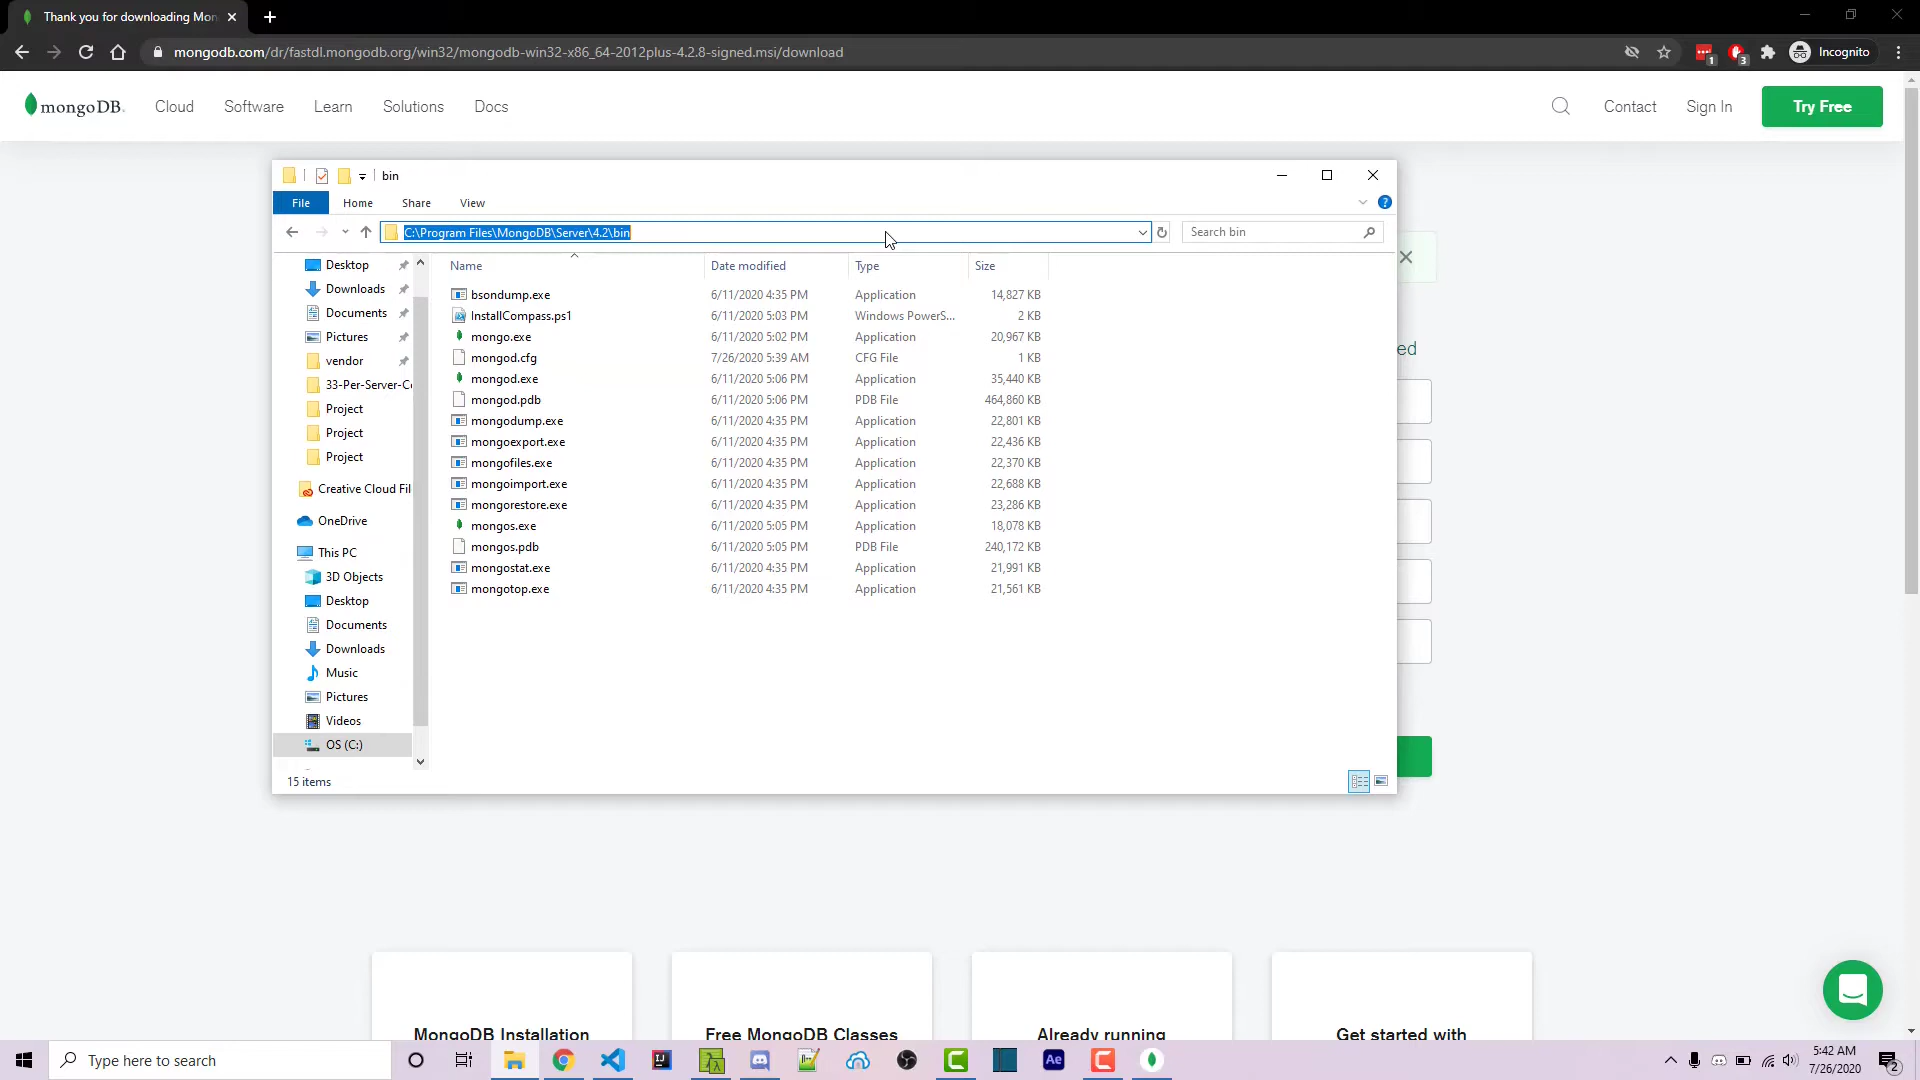 Thank you for downloading Mon
mongodb.com/dr/fastdl.mongodb.org/win32/mongodb-win32-x86_64-2012plus-4.2.8-signed.msi/download
1
3
Incognito
mongoDB.
Cloud
Software
Learn
Solutions
Docs
Contact
Sign In
Try Free
bin
File
Home
Share
View
?
C:\Program Files\MongoDB\Server\4.2\bin
Search bin
Name
Date modified
Type
Size
Desktop
Downloads
Documents
Pictures
vendor
33-Per-Server-Co
Project
Project
Project
Creative Cloud Fil
OneDrive
This PC
3D Objects
Desktop
Documents
Downloads
Music
Pictures
Videos
OS (C:)
bsondump.exe 6/11/2020 4:35 PM Application 14,827 KB
InstallCompass.ps1 6/11/2020 5:03 PM Windows PowerS... 2 KB
mongo.exe 6/11/2020 5:02 PM Application 20,967 KB
mongod.cfg 7/26/2020 5:39 AM CFG File 1 KB
mongod.exe 6/11/2020 5:06 PM Application 35,440 KB
mongod.pdb 6/11/2020 5:06 PM PDB File 464,860 KB
mongodump.exe 6/11/2020 4:35 PM Application 22,801 KB
mongoexport.exe 6/11/2020 4:35 PM Application 22,436 KB
mongofiles.exe 6/11/2020 4:35 PM Application 22,370 KB
mongoimport.exe 6/11/2020 4:35 PM Application 22,688 KB
mongorestore.exe 6/11/2020 4:35 PM Application 23,286 KB
mongos.exe 6/11/2020 5:05 PM Application 18,078 KB
mongos.pdb 6/11/2020 5:05 PM PDB File 240,172 KB
mongostat.exe 6/11/2020 4:35 PM Application 21,991 KB
mongotop.exe 6/11/2020 4:35 PM Application 21,561 KB
15 items
ed
MongoDB Installation
Free MongoDB Classes
Already running
Get started with
Type here to search
IJ
Ae
5:42 AM
7/26/2020
2